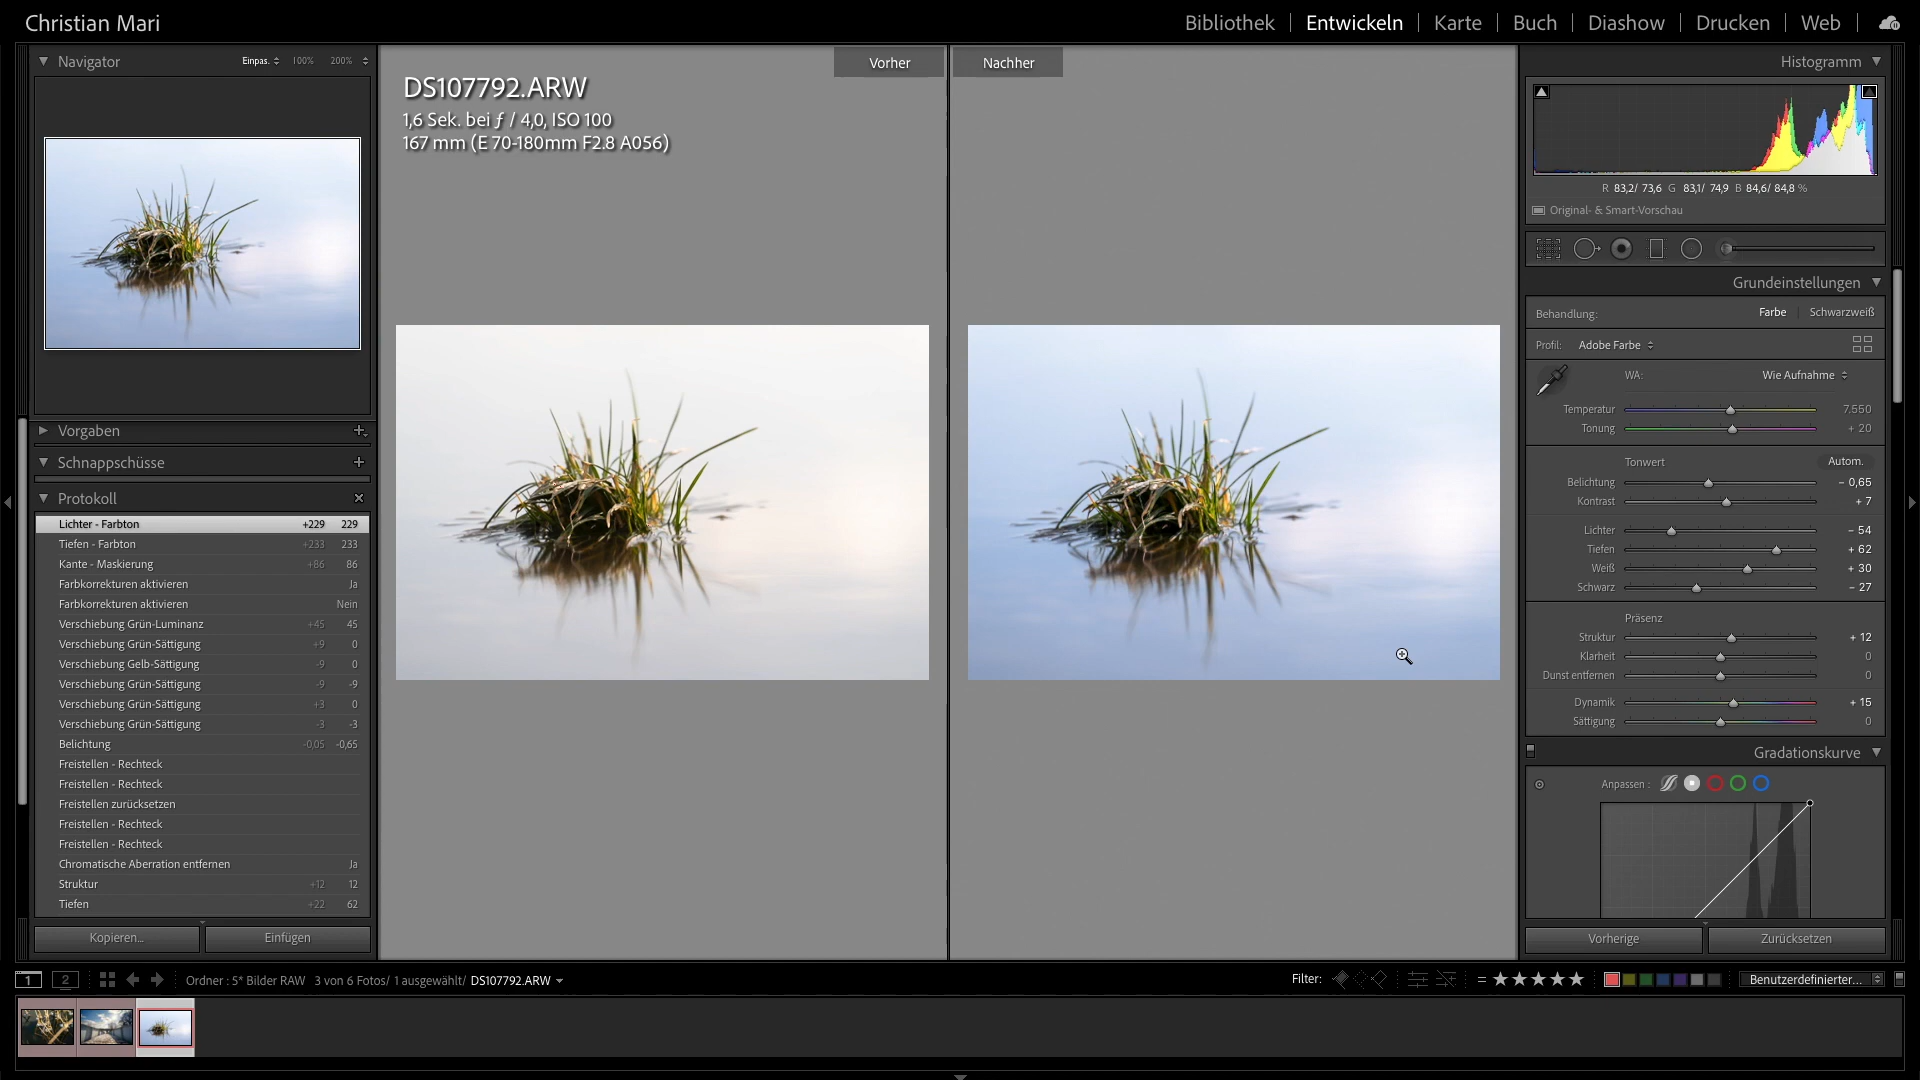 Christian Mari
Bibliothek | Entwickeln | Karte | Buch | Diashow | Drucken | Web
Navigator Einpas. 100% 200%
Vorgaben
Schnappschüsse
Protokoll
Lichter - Farbton +229 229
Tiefen - Farbton +233 233
Kante - Maskierung +86 86
Farbkorrekturen aktivieren Ja
Farbkorrekturen aktivieren Nein
Verschiebung Grün-Luminanz +45 45
Verschiebung Grün-Sättigung +9 0
Verschiebung Gelb-Sättigung -9 0
Verschiebung Grün-Sättigung -9 -9
Verschiebung Grün-Sättigung +3 0
Verschiebung Grün-Sättigung -3 -3
Belichtung -0,05 -0,65
Freistellen - Rechteck
Freistellen - Rechteck
Freistellen zurücksetzen
Freistellen - Rechteck
Freistellen - Rechteck
Chromatische Aberration entfernen Ja
Struktur +12 12
Tiefen +22 62
Kopieren... Einfügen
Vorher Nachher
DS107792.ARW
1,6 Sek. bei ƒ / 4,0, ISO 100
167 mm (E 70-180mm F2.8 A056)
Histogramm
R 83,2/ 73,6 G 83,1/ 74,9 B 84,6/ 84,8 %
Original- & Smart-Vorschau
Grundeinstellungen
Behandlung: Farbe | Schwarzweiß
Profil: Adobe Farbe
WA: Wie Aufnahme
Temperatur 7.550
Tonung + 20
Tonwert Autom.
Belichtung - 0,65
Kontrast + 7
Lichter - 54
Tiefen + 62
Weiß + 30
Schwarz - 27
Präsenz
Struktur + 12
Klarheit 0
Dunst entfernen 0
Dynamik + 15
Sättigung 0
Gradationskurve
Anpassen :
Vorherige Zurücksetzen
1 2 Ordner : 5* Bilder RAW 3 von 6 Fotos/ 1 ausgewählt/ DS107792.ARW
Filter: = ★★★★★ Benutzerdefinierter...